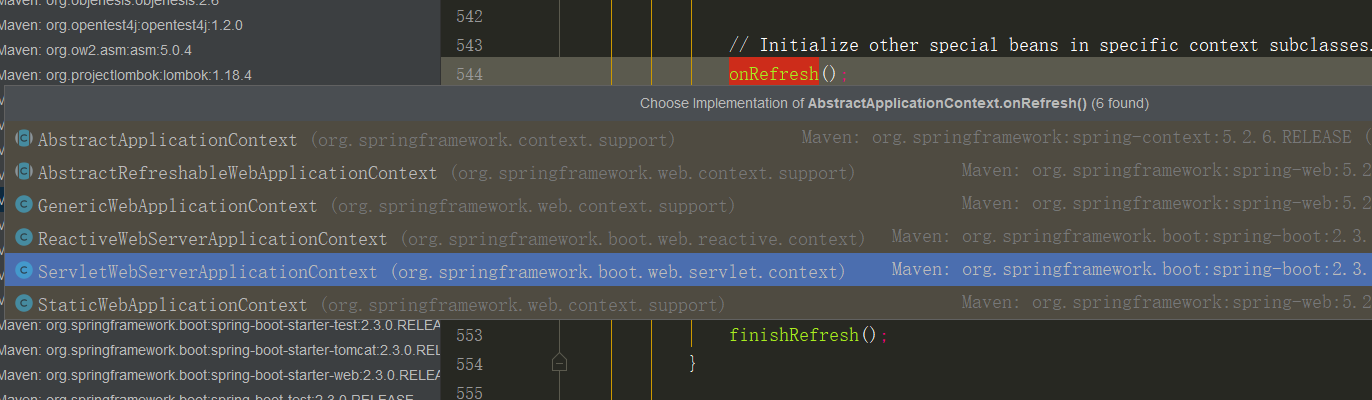 Maven: org.objenesis:objenesis:2.6
Maven: org.opentest4j:opentest4j:1.2.0
Maven: org.ow2.asm:asm:5.0.4
Maven: org.projectlombok:lombok:1.18.4
542
543 // Initialize other special beans in specific context subclasses.
544 onRefresh();
Choose Implementation of AbstractApplicationContext.onRefresh() (6 found)
AbstractApplicationContext (org.springframework.context.support) Maven: org.springframework:spring-context:5.2.6.RELEASE (
AbstractRefreshableWebApplicationContext (org.springframework.web.context.support) Maven: org.springframework:spring-web:5.2
GenericWebApplicationContext (org.springframework.web.context.support) Maven: org.springframework:spring-web:5.2
ReactiveWebServerApplicationContext (org.springframework.boot.web.reactive.context) Maven: org.springframework.boot:spring-boot:2.3.
ServletWebServerApplicationContext (org.springframework.boot.web.servlet.context) Maven: org.springframework.boot:spring-boot:2.3.
StaticWebApplicationContext (org.springframework.web.context.support) Maven: org.springframework:spring-web:5.2
Maven: org.springframework.boot:spring-boot-starter-test:2.3.0.RELEA
Maven: org.springframework.boot:spring-boot-starter-tomcat:2.3.0.REL
Maven: org.springframework.boot:spring-boot-starter-web:2.3.0.RELEA
Maven: org.springframework.boot:spring-boot-test:2.3.0.RELEASE
553 finishRefresh();
554 }
555